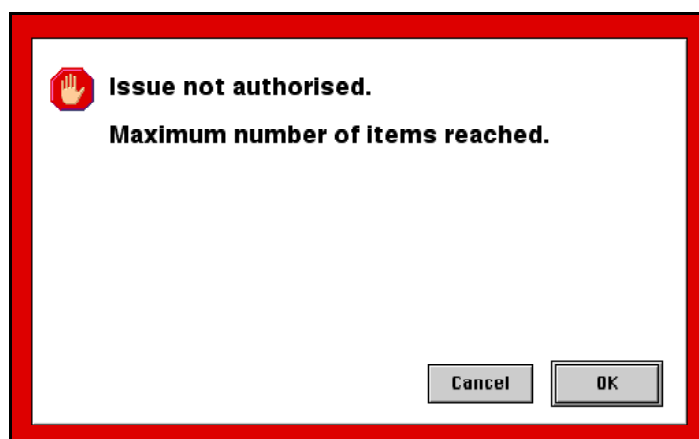 Issue not authorised.
Maximum number of items reached.
Cancel
OK